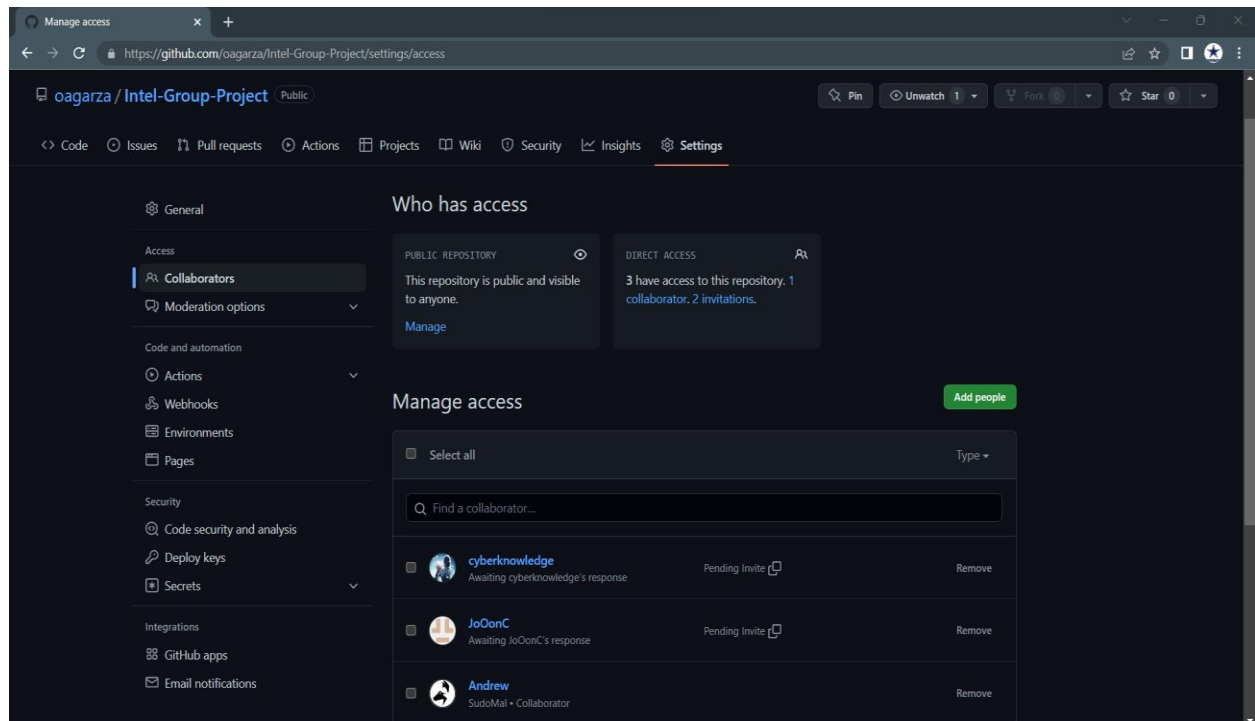 Manage access
https://github.com/oagarza/Intel-Group-Project/settings/access
oagarza / Intel-Group-Project Public
Pin
Unwatch 1
Fork 0
Star 0
Code Issues Pull requests Actions Projects Wiki Security Insights Settings
General
Access
Collaborators
Moderation options
Code and automation
Actions
Webhooks
Environments
Pages
Security
Code security and analysis
Deploy keys
Secrets
Integrations
GitHub apps
Email notifications
Who has access
PUBLIC REPOSITORY
This repository is public and visible
to anyone.
Manage
DIRECT ACCESS
3 have access to this repository. 1
collaborator. 2 invitations.
Manage access
Add people
Select all
Type
Find a collaborator...
cyberknowledge
Awaiting cyberknowledge's response
Pending Invite
Remove
JoOonC
Awaiting JoOonC's response
Pending Invite
Remove
Andrew
SudoMal • Collaborator
Remove